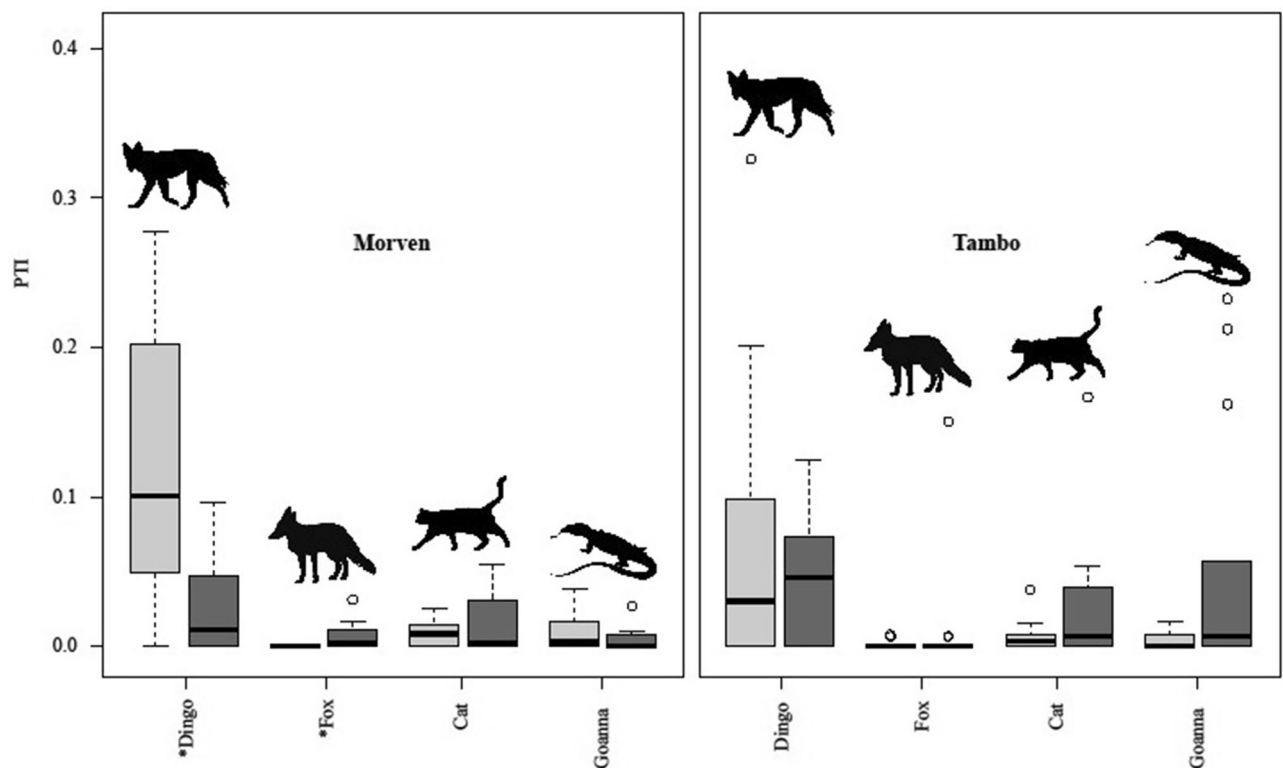 PTI
0.4
0.3
0.2
0.1
0.0
Morven
*Dingo
*Fox
Cat
Goanna
Tambo
Dingo
Fox
Cat
Goanna